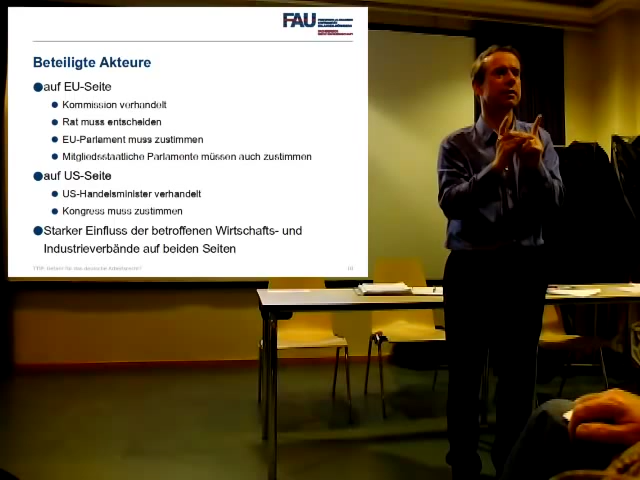 FAU
Beteiligte Akteure
auf EU-Seite
Kommission verhandelt
Rat muss entscheiden
EU-Parlament muss zustimmen
Mitgliedsstaatliche Parlamente müssen auch zustimmen
auf US-Seite
US-Handelsminister verhandelt
Kongress muss zustimmen
Starker Einfluss der betroffenen Wirtschafts- und
Industrieverbände auf beiden Seiten